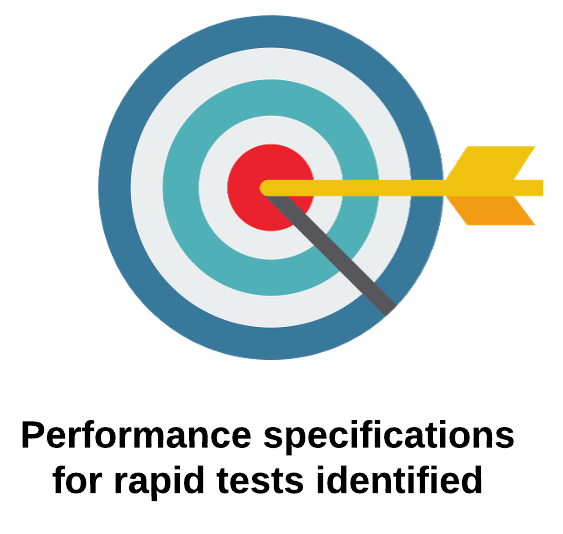 Performance specifications
for rapid tests identified